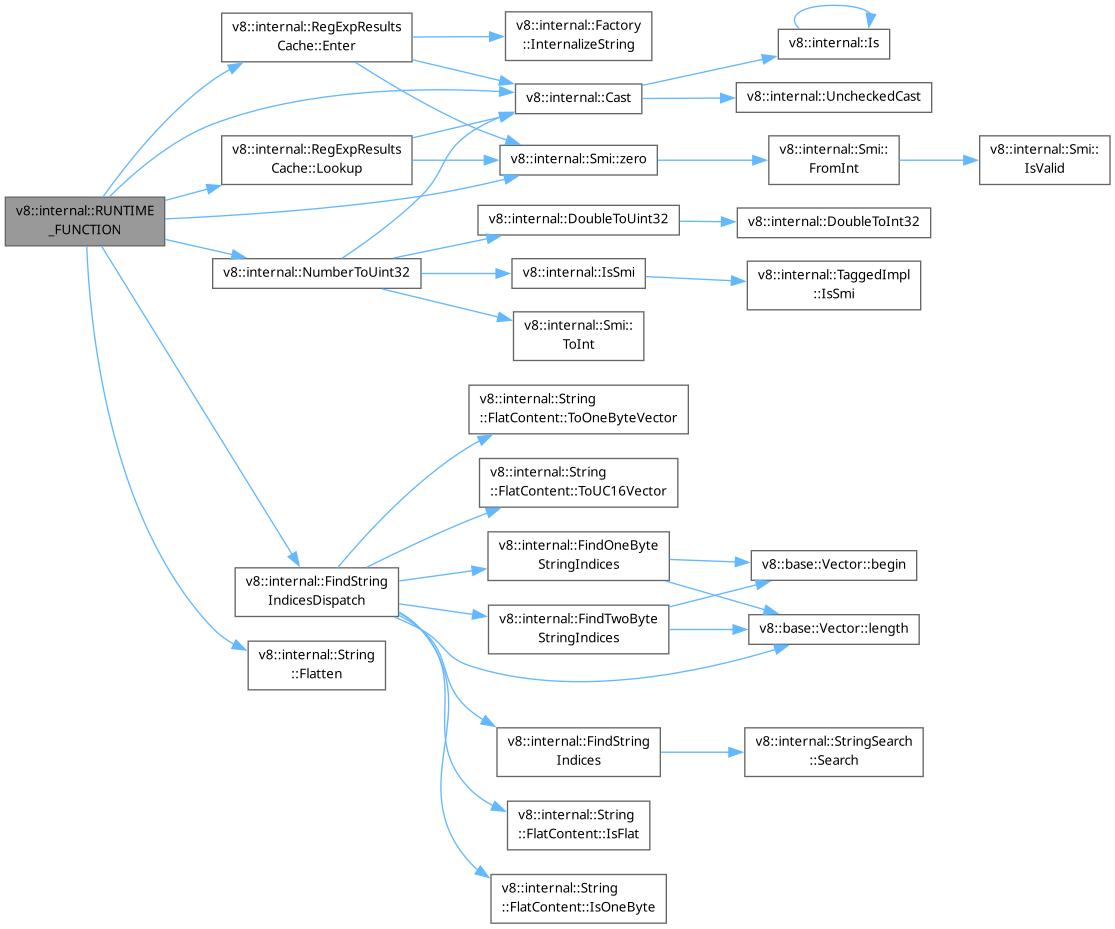 v8::internal::RUNTIME
_FUNCTION
v8::internal::RegExpResults
Cache::Enter
v8::internal::RegExpResults
Cache::Lookup
v8::internal::NumberToUint32
v8::internal::FindString
IndicesDispatch
v8::internal::String
::Flatten
v8::internal::Factory
::InternalizeString
v8::internal::Cast
v8::internal::Smi::zero
v8::internal::DoubleToUint32
v8::internal::IsSmi
v8::internal::Smi::
ToInt
v8::internal::String
::FlatContent::ToOneByteVector
v8::internal::String
::FlatContent::ToUC16Vector
v8::internal::FindOneByte
StringIndices
v8::internal::FindTwoByte
StringIndices
v8::internal::FindString
Indices
v8::internal::String
::FlatContent::IsFlat
v8::internal::String
::FlatContent::IsOneByte
v8::internal::Is
v8::internal::UncheckedCast
v8::internal::Smi::
FromInt
v8::internal::DoubleToInt32
v8::internal::TaggedImpl
::IsSmi
v8::base::Vector::begin
v8::base::Vector::length
v8::internal::StringSearch
::Search
v8::internal::Smi::
IsValid